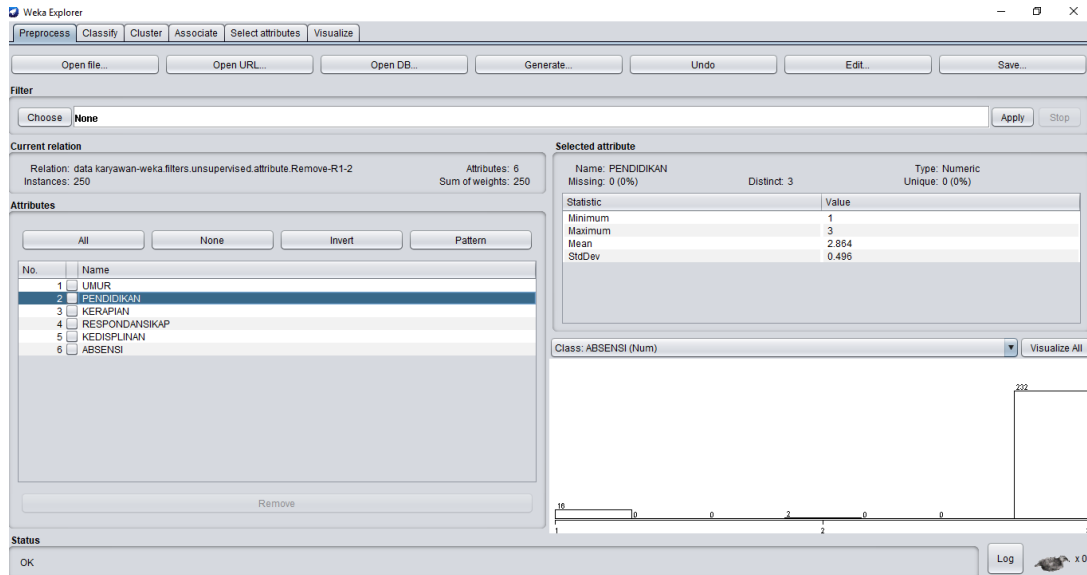 Weka Explorer
Preprocess Classify Cluster Associate Select attributes Visualize
Open file... Open URL... Open DB... Generate... Undo Edit... Save...
Filter
Choose None Apply Stop
Current relation
Relation: data karyawan-weka.filters.unsupervised.attribute.Remove-R1-2 Attributes: 6
Instances: 250 Sum of weights: 250
Attributes
All None Invert Pattern
No. Name
1 UMUR
2 PENDIDIKAN
3 KERAPIAN
4 RESPONDANSIKAP
5 KEDISPLINAN
6 ABSENSI
Remove
Selected attribute
Name: PENDIDIKAN Type: Numeric
Missing: 0 (0%) Distinct: 3 Unique: 0 (0%)
Statistic Value
Minimum 1
Maximum 3
Mean 2.864
StdDev 0.496
Class: ABSENSI (Num) Visualize All
232
16 0 0 2 0 0
1 2
Status
OK Log x 0